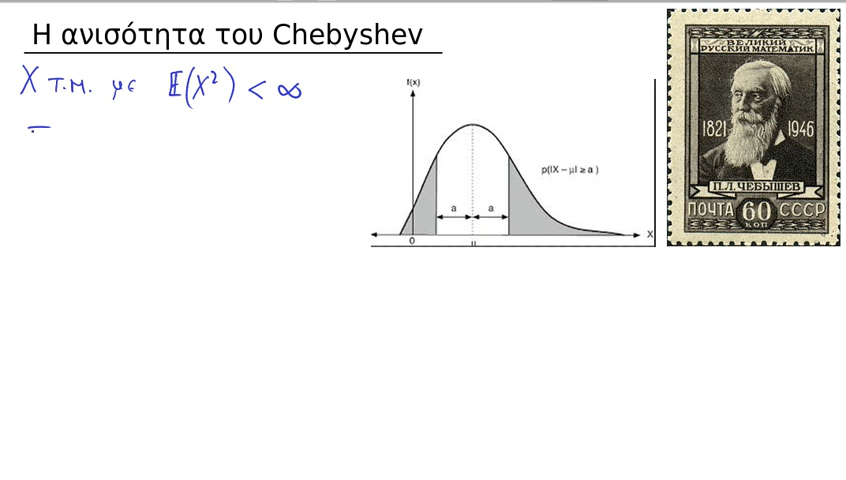 Η ανισότητα του Chebyshev
X τ.μ. με 𝔼(X²) < ∞
f(x)
p(|X – μ| ≥ a )
a a
0 μ X
ВЕЛИКИЙ
РУССКИЙ МАТЕМАТИК
1821 1946
П.Л.ЧЕБЫШЕВ
ПОЧТА 60 СССР
КОП